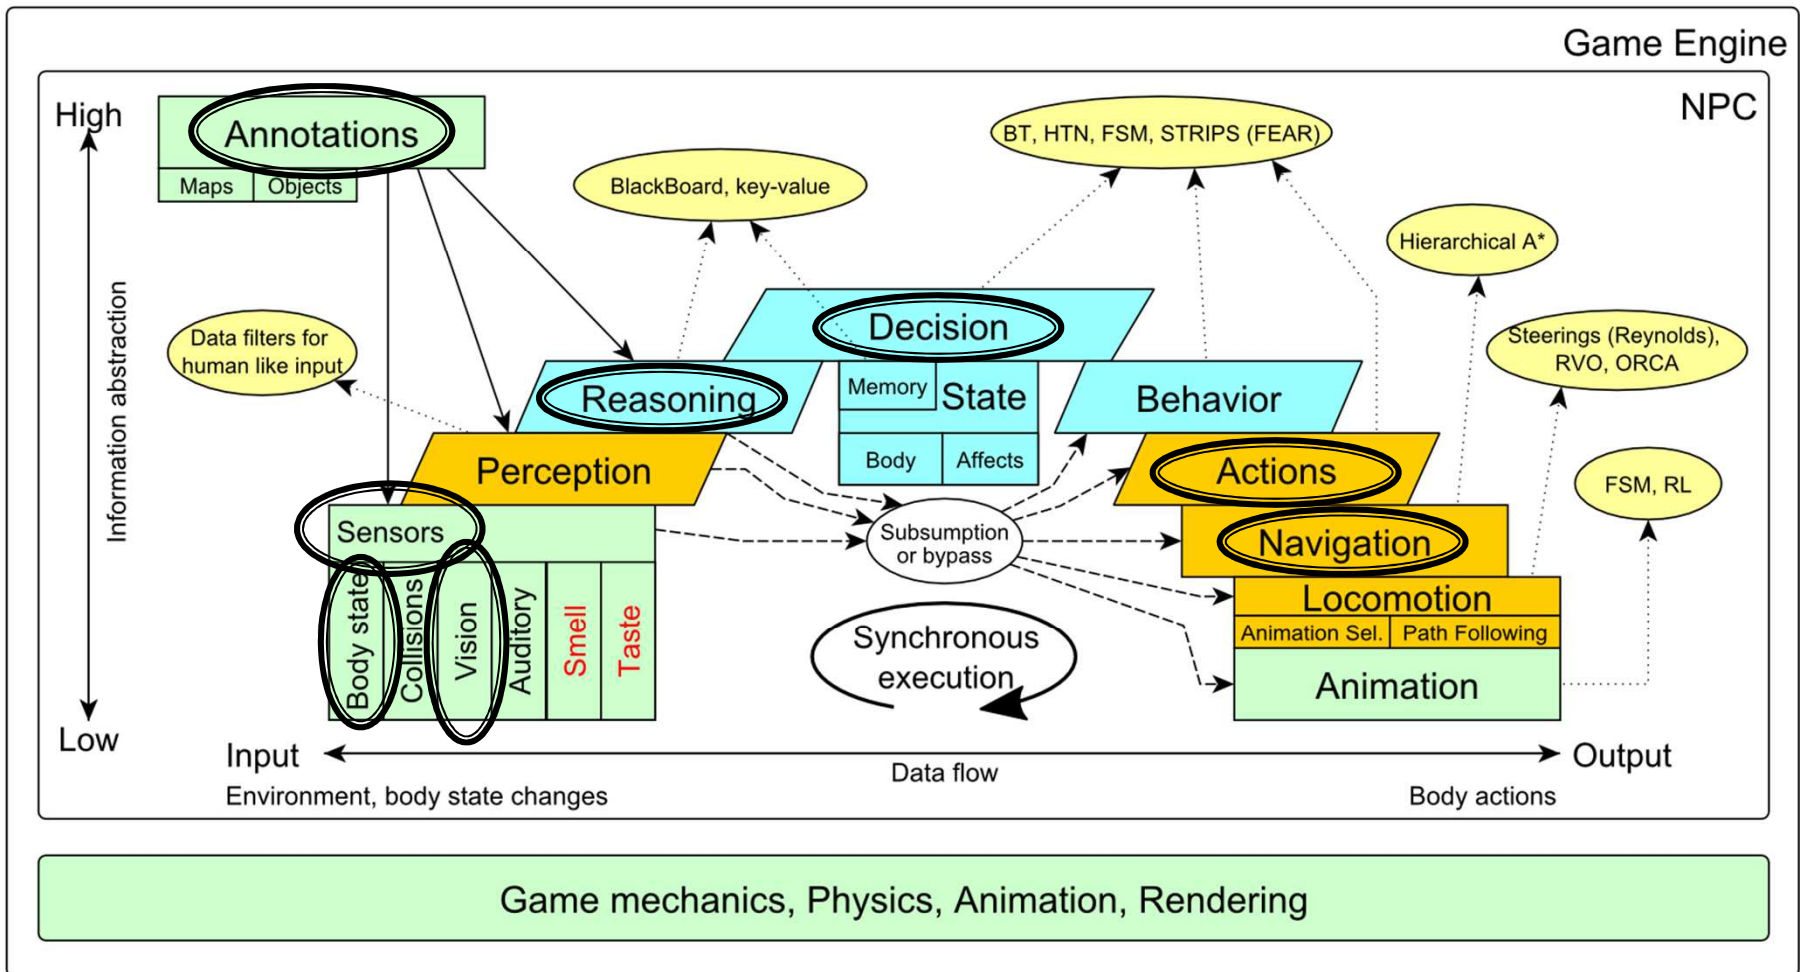 Game Engine
NPC
High
Annotations
Maps
Objects
BlackBoard, key-value
BT, HTN, FSM, STRIPS (FEAR)
Hierarchical A*
Information abstraction
Data filters for
human like input
Decision
Steerings (Reynolds),
RVO, ORCA
Reasoning
Memory
State
Behavior
Body
Affects
Perception
Actions
FSM, RL
Sensors
Subsumption
or bypass
Navigation
Body state
Collisions
Vision
Auditory
Smell
Taste
Locomotion
Animation Sel.
Path Following
Synchronous
execution
Animation
Low
Input
Data flow
Output
Environment, body state changes
Body actions
Game mechanics, Physics, Animation, Rendering